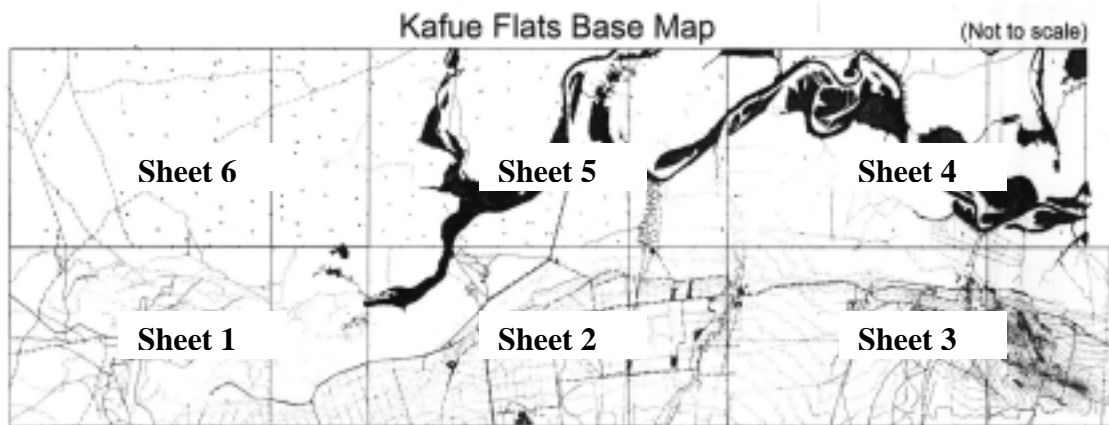 Kafue Flats Base Map
(Not to scale)
Sheet 6
Sheet 5
Sheet 4
Sheet 1
Sheet 2
Sheet 3